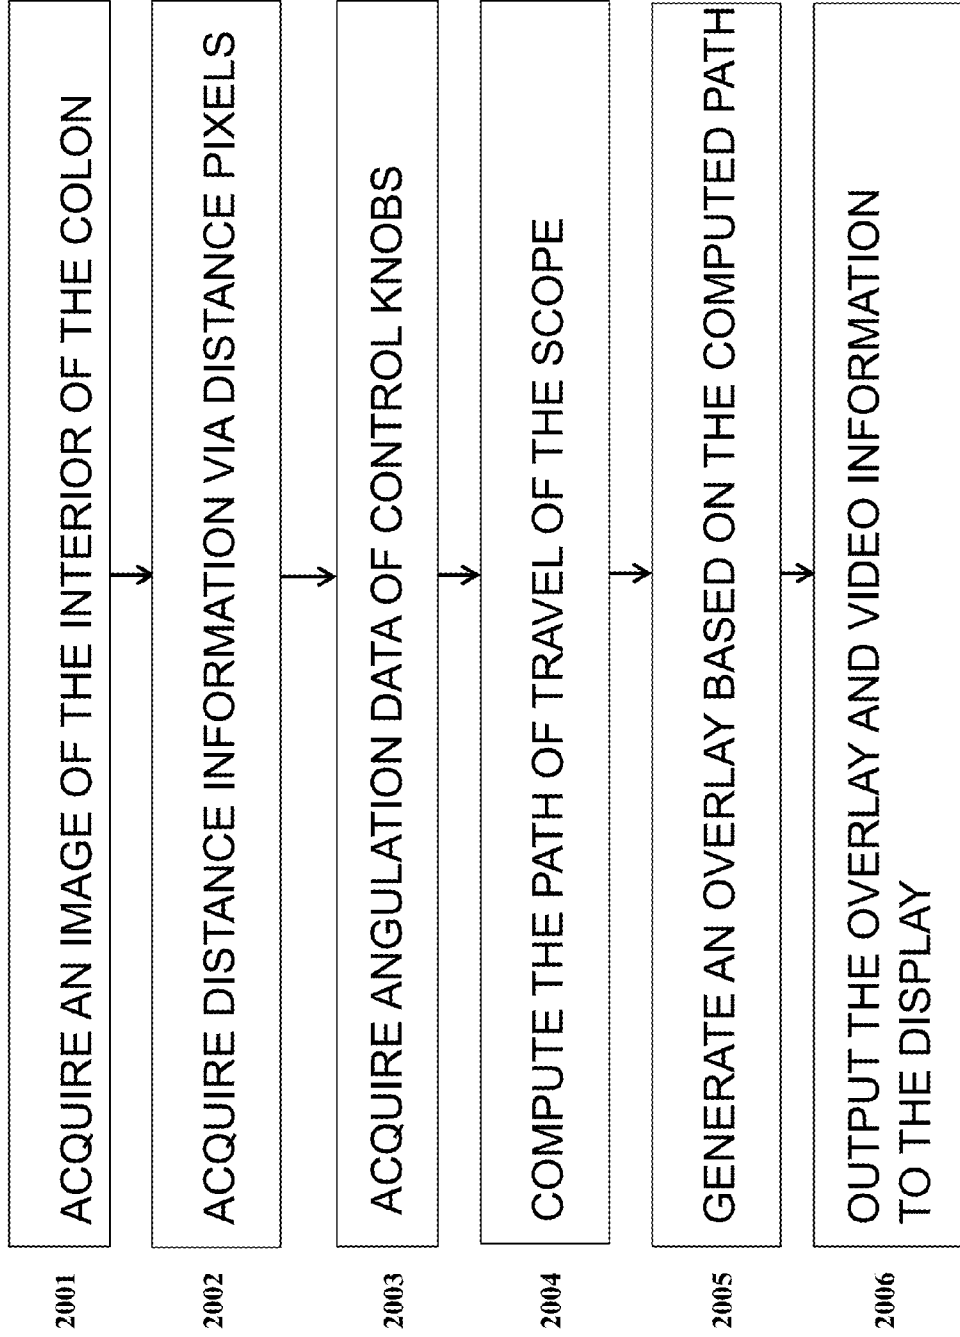 2001
ACQUIRE AN IMAGE OF THE INTERIOR OF THE COLON
2002
ACQUIRE DISTANCE INFORMATION VIA DISTANCE PIXELS
2003
ACQUIRE ANGULATION DATA OF CONTROL KNOBS
2004
COMPUTE THE PATH OF TRAVEL OF THE SCOPE
2005
GENERATE AN OVERLAY BASED ON THE COMPUTED PATH
2006
OUTPUT THE OVERLAY AND VIDEO INFORMATION
TO THE DISPLAY